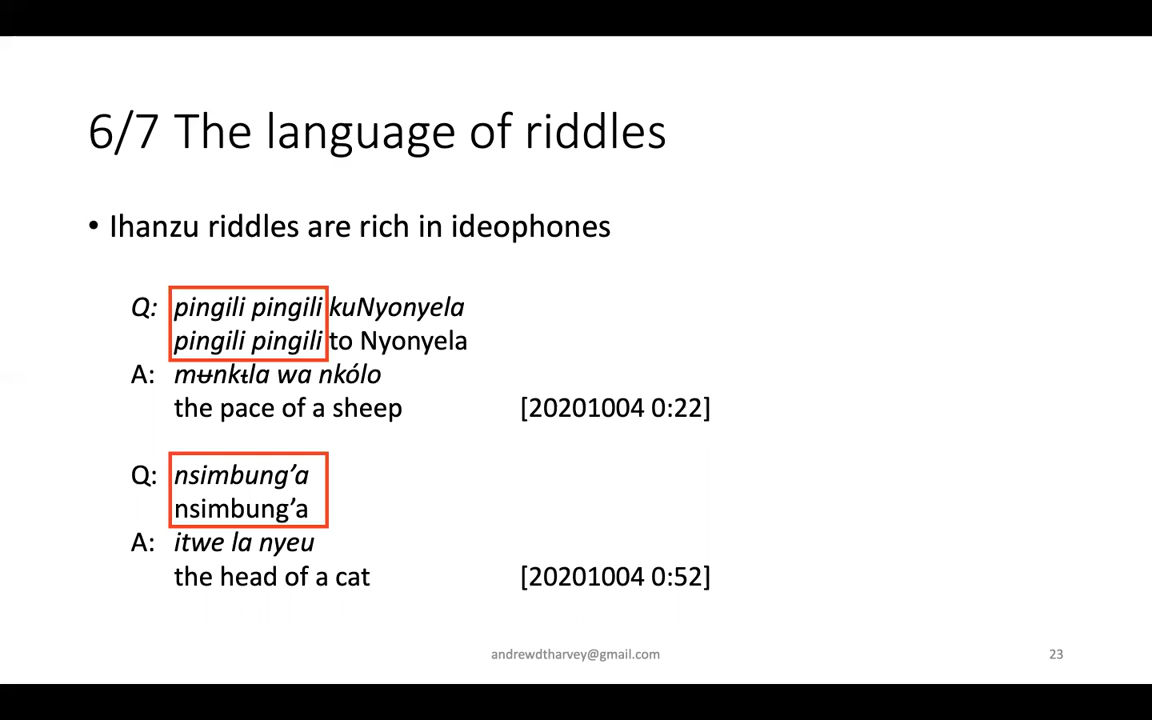 6/7 The language of riddles
• Ihanzu riddles are rich in ideophones
Q: pingili pingili kuNyonyela
pingili pingili to Nyonyela
A: mʉnkɨla wa nkólo
the pace of a sheep [20201004 0:22]
Q: nsimbung’a
nsimbung’a
A: itwe la nyeu
the head of a cat [20201004 0:52]
andrewdtharvey@gmail.com 23